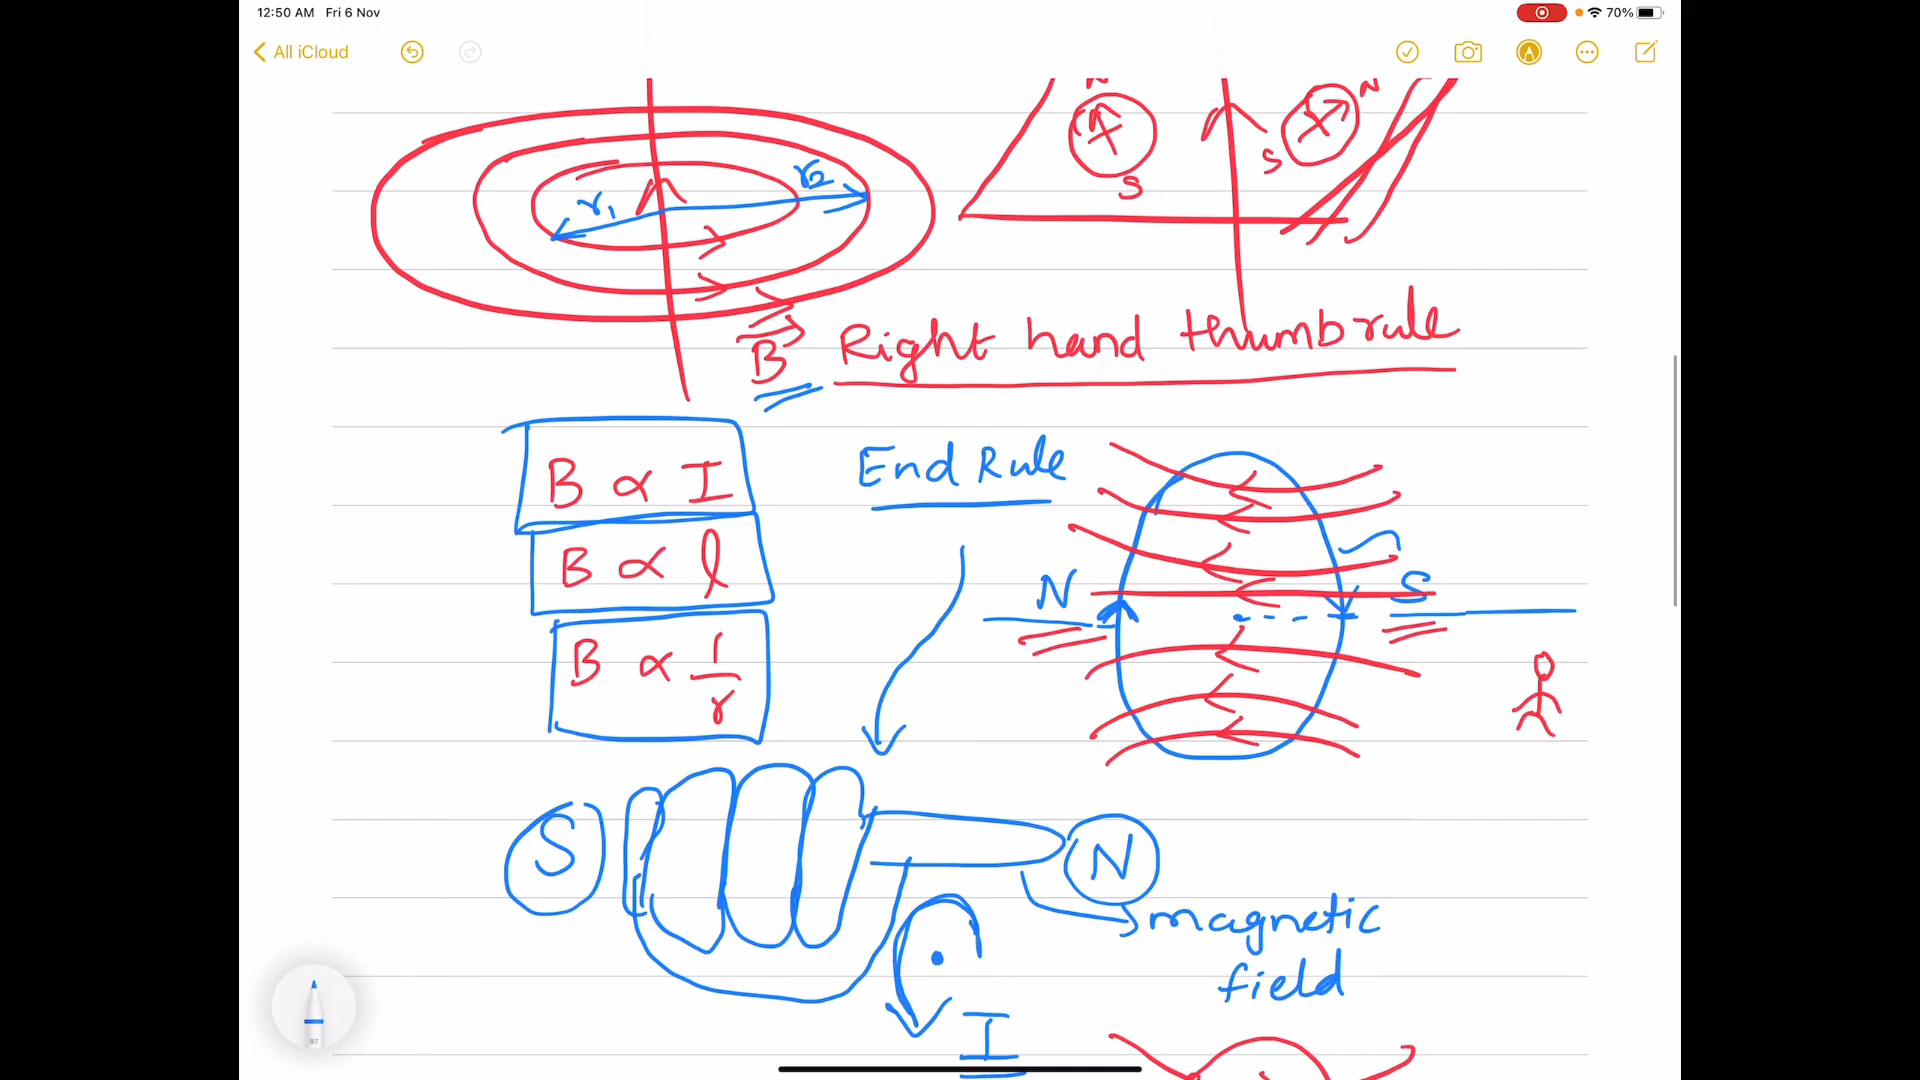 12:50 AM Fri 6 Nov
70%
All iCloud
N
N
r₁
r₂
S
S
B
Right hand thumb rule
B ∝ I
End Rule
B ∝ l
N
S
B ∝ 1/r
S
N
magnetic
field
I
97